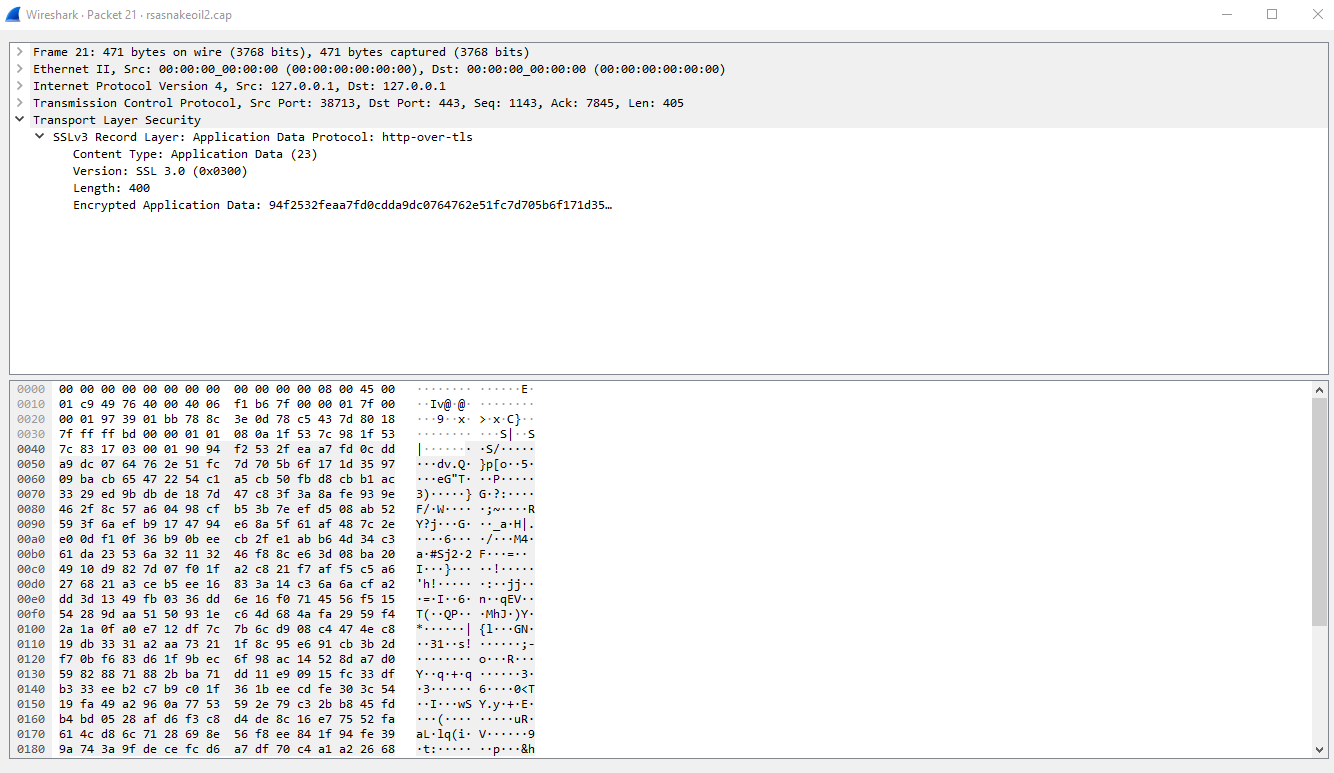 Wireshark · Packet 21 · rsasnakeoil2.cap
Frame 21: 471 bytes on wire (3768 bits), 471 bytes captured (3768 bits)
Ethernet II, Src: 00:00:00_00:00:00 (00:00:00:00:00:00), Dst: 00:00:00_00:00:00 (00:00:00:00:00:00)
Internet Protocol Version 4, Src: 127.0.0.1, Dst: 127.0.0.1
Transmission Control Protocol, Src Port: 38713, Dst Port: 443, Seq: 1143, Ack: 7845, Len: 405
Transport Layer Security
SSLv3 Record Layer: Application Data Protocol: http-over-tls
Content Type: Application Data (23)
Version: SSL 3.0 (0x0300)
Length: 400
Encrypted Application Data: 94f2532feaa7fd0cdda9dc0764762e51fc7d705b6f171d35…
0000 00 00 00 00 00 00 00 00 00 00 00 00 08 00 45 00 ········ ······E·
0010 01 c9 49 76 40 00 40 06 f1 b6 7f 00 00 01 7f 00 ··Iv@·@· ········
0020 00 01 97 39 01 bb 78 8c 3e 0d 78 c5 43 7d 80 18 ···9··x· >·x·C}··
0030 7f ff ff bd 00 00 01 01 08 0a 1f 53 7c 98 1f 53 ········ ···S|··S
0040 7c 83 17 03 00 01 90 94 f2 53 2f ea a7 fd 0c dd |······· ·S/·····
0050 a9 dc 07 64 76 2e 51 fc 7d 70 5b 6f 17 1d 35 97 ···dv.Q· }p[o··5·
0060 09 ba cb 65 47 22 54 c1 a5 cb 50 fb d8 cb b1 ac ···eG"T· ··P·····
0070 33 29 ed 9b db de 18 7d 47 c8 3f 3a 8a fe 93 9e 3)·····} G·?:····
0080 46 2f 8c 57 a6 04 98 cf b5 3b 7e ef d5 08 ab 52 F/·W···· ·;~····R
0090 59 3f 6a ef b9 17 47 94 e6 8a 5f 61 af 48 7c 2e Y?j···G· ··_a·H|.
00a0 e0 0d f1 0f 36 b9 0b ee cb 2f e1 ab b6 4d 34 c3 ····6··· ·/···M4·
00b0 61 da 23 53 6a 32 11 32 46 f8 8c e6 3d 08 ba 20 a·#Sj2·2 F···=··
00c0 49 10 d9 82 7d 07 f0 1f a2 c8 21 f7 af f5 c5 a6 I···}··· ··!·····
00d0 27 68 21 a3 ce b5 ee 16 83 3a 14 c3 6a 6a cf a2 'h!····· ·:··jj··
00e0 dd 3d 13 49 fb 03 36 dd 6e 16 f0 71 45 56 f5 15 ·=·I··6· n··qEV··
00f0 54 28 9d aa 51 50 93 1e c6 4d 68 4a fa 29 59 f4 T(··QP·· ·MhJ·)Y·
0100 2a 1a 0f a0 e7 12 df 7c 7b 6c d9 08 c4 47 4e c8 *······| {l···GN·
0110 19 db 33 31 a2 aa 73 21 1f 8c 95 e6 91 cb 3b 2d ··31··s! ······;-
0120 f7 0b f6 83 d6 1f 9b ec 6f 98 ac 14 52 8d a7 d0 ········ o···R···
0130 59 82 88 71 88 2b ba 71 dd 11 e9 09 15 fc 33 df Y··q·+·q ······3·
0140 b3 33 ee b2 c7 b9 c0 1f 36 1b ee cd fe 30 3c 54 ·3······ 6····0<T
0150 19 fa 49 a2 96 0a 77 53 59 2e 79 c3 2b b8 45 fd ··I···wS Y.y·+·E·
0160 b4 bd 05 28 af d6 f3 c8 d4 de 8c 16 e7 75 52 fa ···(···· ·····uR·
0170 61 4c d8 6c 71 28 69 8e 56 f8 ee 84 1f 94 fe 39 aL·lq(i· V······9
0180 9a 74 3a 9f de ce fc d6 a7 df 70 c4 a1 a2 26 68 ·t:····· ··p···&h